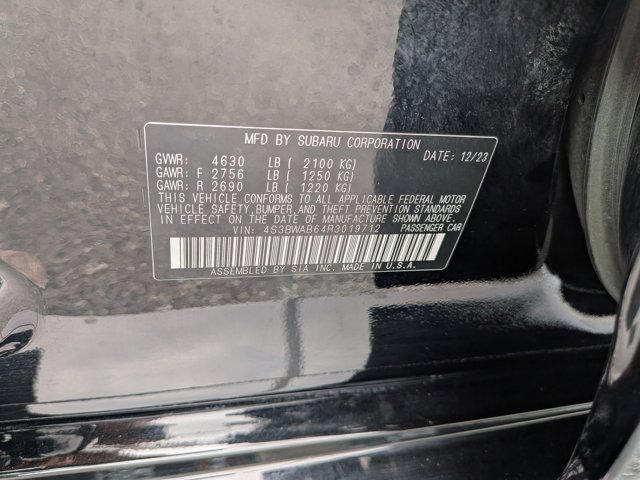 MFD BY SUBARU CORPORATION
GVWR: 4630 LB ( 2100 KG) DATE: 12/23
GAWR: F 2756 LB ( 1250 KG)
GAWR: R 2690 LB ( 1220 KG)
THIS VEHICLE CONFORMS TO ALL APPLICABLE FEDERAL MOTOR
VEHICLE SAFETY, BUMPER, AND THEFT PREVENTION STANDARDS
IN EFFECT ON THE DATE OF MANUFACTURE SHOWN ABOVE.
VIN: 4S3BWAB64R3019712 PASSENGER CAR
ASSEMBLED BY SIA INC. MADE IN U.S.A.